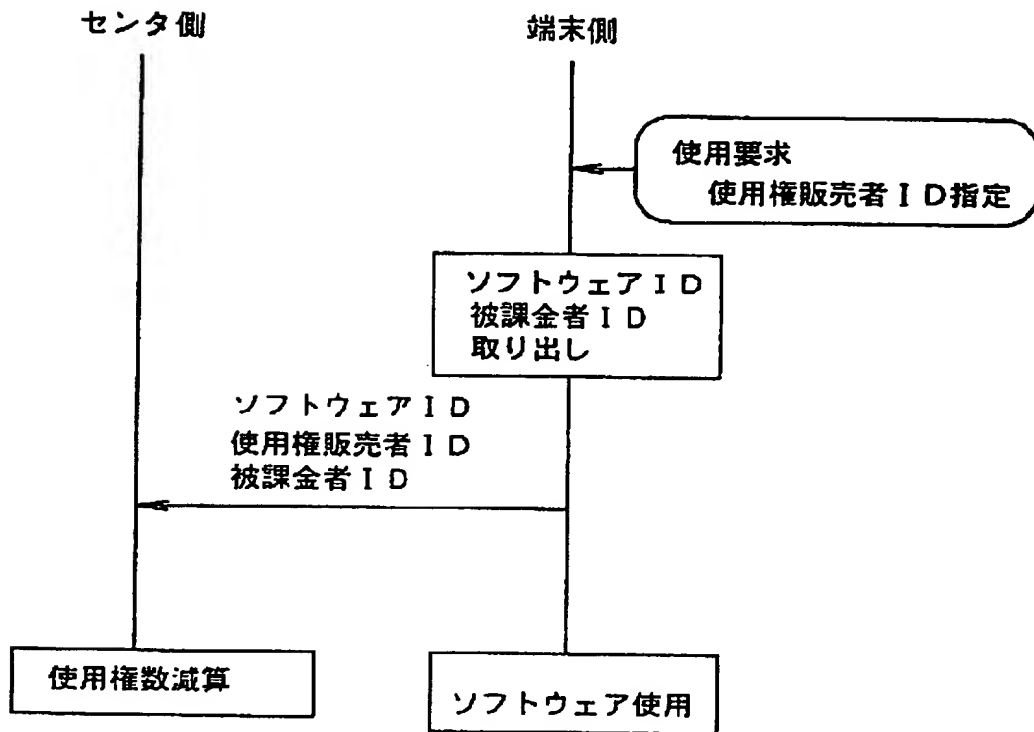 センタ側
端末側
使用要求
使用権販売者ＩＤ指定
ソフトウェアＩＤ
被課金者ＩＤ
取り出し
ソフトウェアＩＤ
使用権販売者ＩＤ
被課金者ＩＤ
使用権数減算
ソフトウェア使用